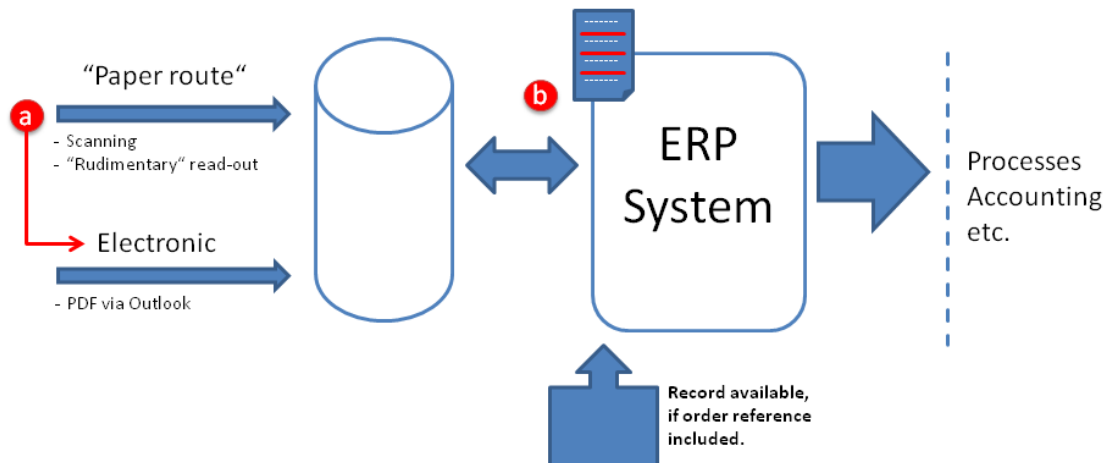 “Paper route“
a
- Scanning
- “Rudimentary“ read-out
Electronic
- PDF via Outlook
b
ERP
System
Processes
Accounting
etc.
Record available,
if order reference
included.